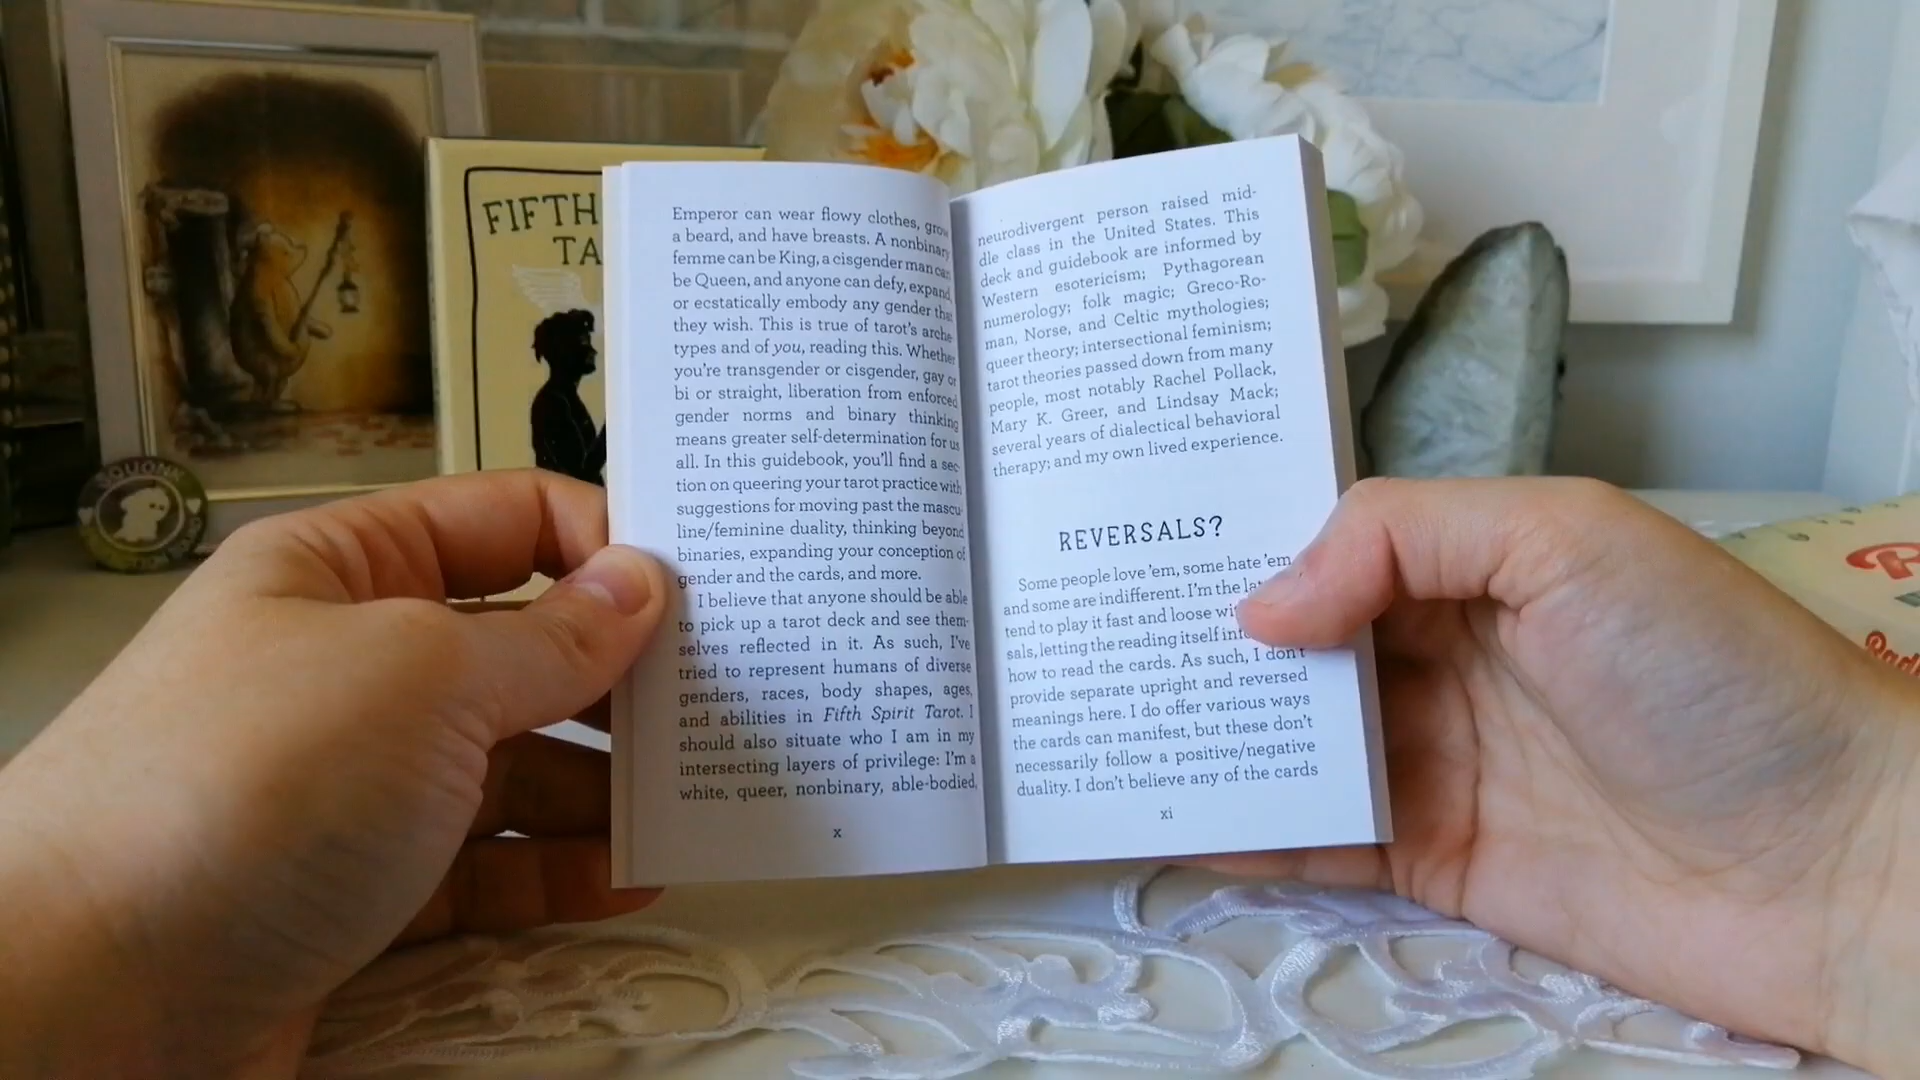 FIFTH
TA
SQUONK
Emperor can wear flowy clothes, grow
a beard, and have breasts. A nonbinary
femme can be King, a cisgender man can
be Queen, and anyone can defy, expand,
or ecstatically embody any gender that
they wish. This is true of tarot's arche-
types and of you, reading this. Whether
you're transgender or cisgender, gay or
bi or straight, liberation from enforced
gender norms and binary thinking
means greater self-determination for us
all. In this guidebook, you'll find a sec-
tion on queering your tarot practice with
suggestions for moving past the mascu-
line/feminine duality, thinking beyond
binaries, expanding your conception of
gender and the cards, and more.
I believe that anyone should be able
to pick up a tarot deck and see them-
selves reflected in it. As such, I've
tried to represent humans of diverse
genders, races, body shapes, ages,
and abilities in Fifth Spirit Tarot. I
should also situate who I am in my
intersecting layers of privilege: I'm a
white, queer, nonbinary, able-bodied,
x
neurodivergent person raised mid-
dle class in the United States. This
deck and guidebook are informed by
Western esotericism; Pythagorean
numerology; folk magic; Greco-Ro-
man, Norse, and Celtic mythologies;
queer theory; intersectional feminism;
tarot theories passed down from many
people, most notably Rachel Pollack,
Mary K. Greer, and Lindsay Mack;
several years of dialectical behavioral
therapy; and my own lived experience.
REVERSALS?
Some people love 'em, some hate 'em
and some are indifferent. I'm the
tend to play it fast and loose
sals, letting the reading itself
how to read the cards. As such, I don't
provide separate upright and reversed
meanings here. I do offer various ways
the cards can manifest, but these don't
necessarily follow a positive/negative
duality. I don't believe any of the cards
xi